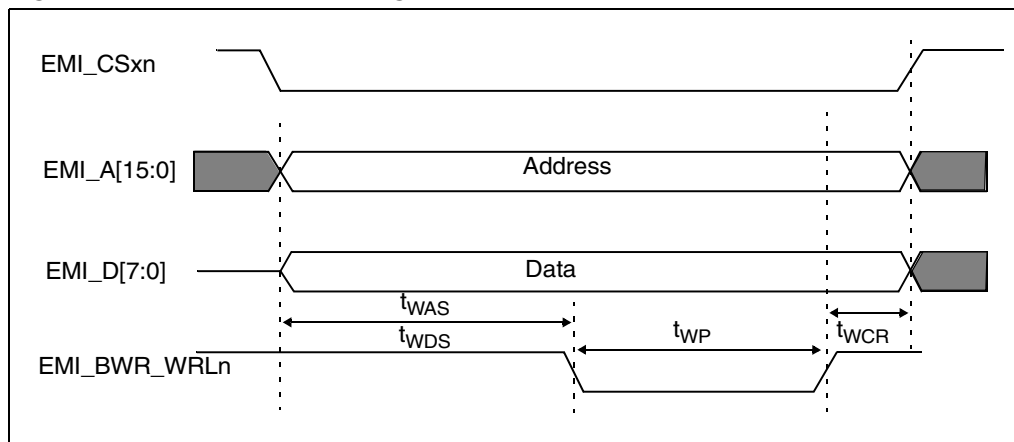 EMI_CSxn
EMI_A[15:0]
Address
EMI_D[7:0]
Data
tWAS
tWDS
tWP
tWCR
EMI_BWR_WRLn